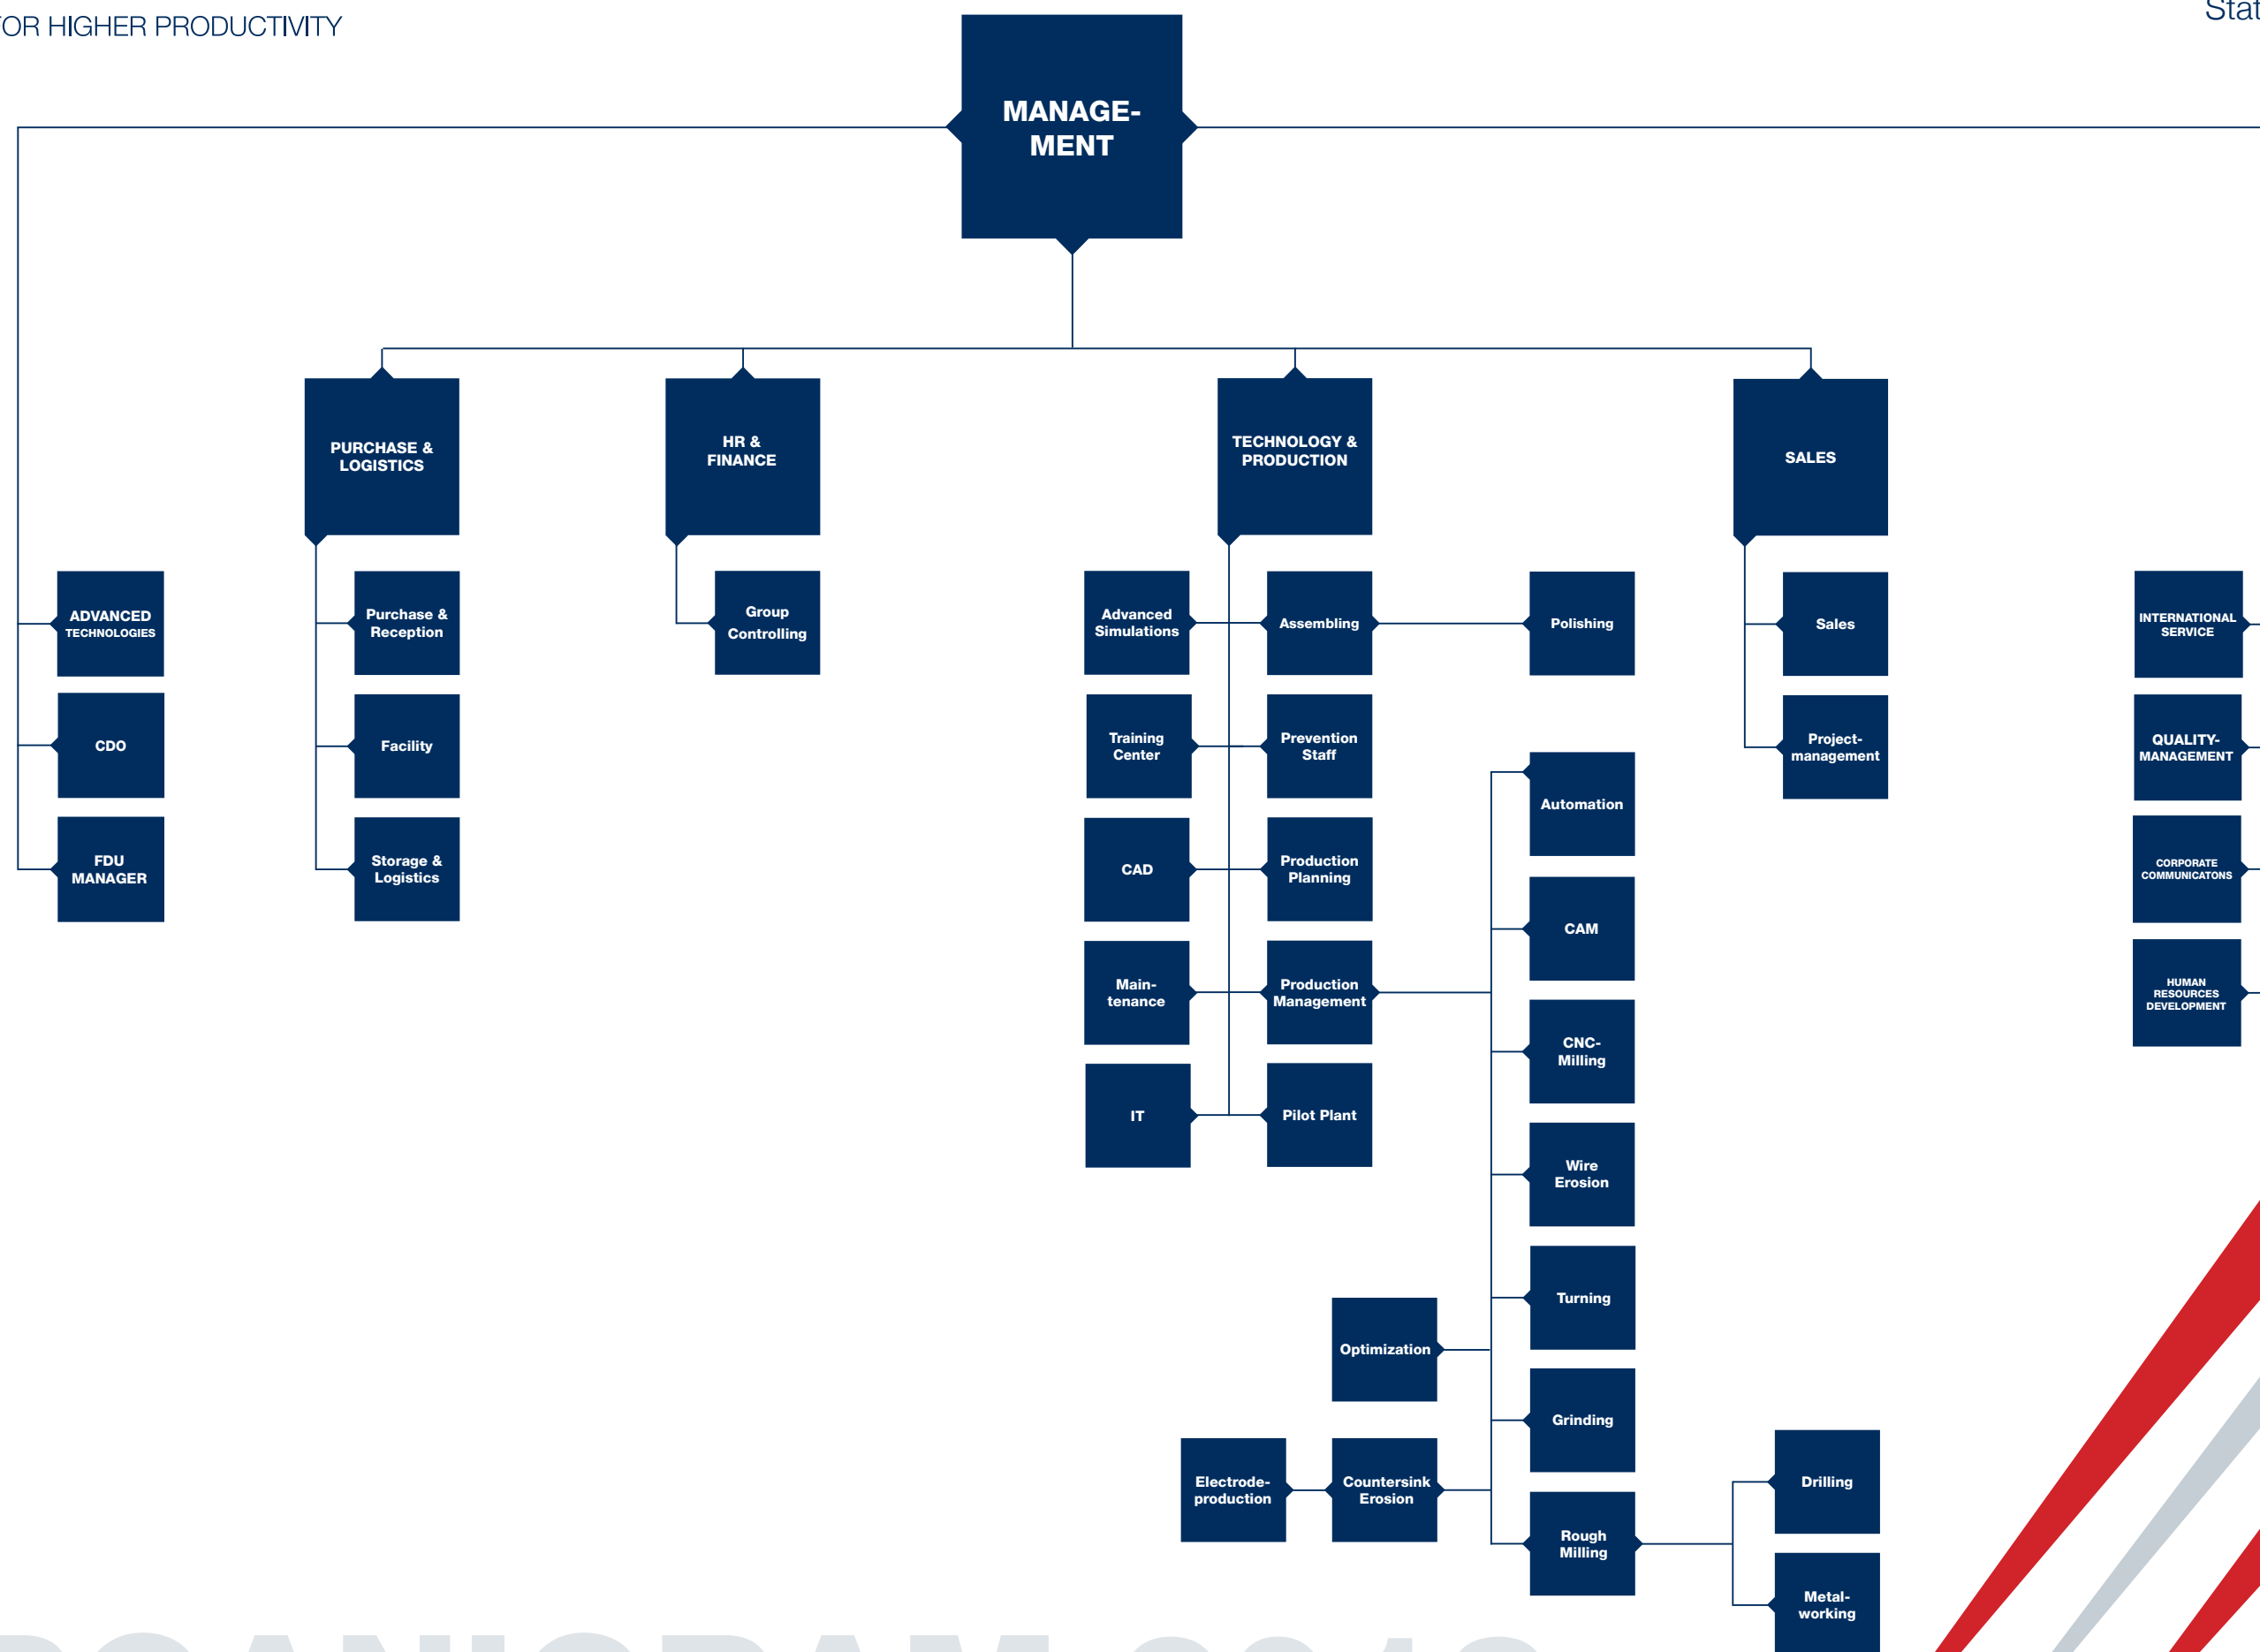 FOR HIGHER PRODUCTIVITY
MANAGE-
MENT
PURCHASE &
LOGISTICS
HR &
FINANCE
TECHNOLOGY &
PRODUCTION
SALES
ADVANCED
TECHNOLOGIES
CDO
FDU
MANAGER
Purchase &
Reception
Facility
Storage &
Logistics
Group
Controlling
Advanced
Simulations
Training
Center
CAD
Main-
tenance
IT
Assembling
Prevention
Staff
Production
Planning
Production
Management
Pilot Plant
Polishing
Automation
CAM
CNC-
Milling
Wire
Erosion
Turning
Grinding
Rough
Milling
Optimization
Electrode-
production
Countersink
Erosion
Drilling
Metal-
working
Sales
Project-
management
INTERNATIONAL
SERVICE
QUALITY-
MANAGEMENT
CORPORATE
COMMUNICATONS
HUMAN
RESOURCES
DEVELOPMENT